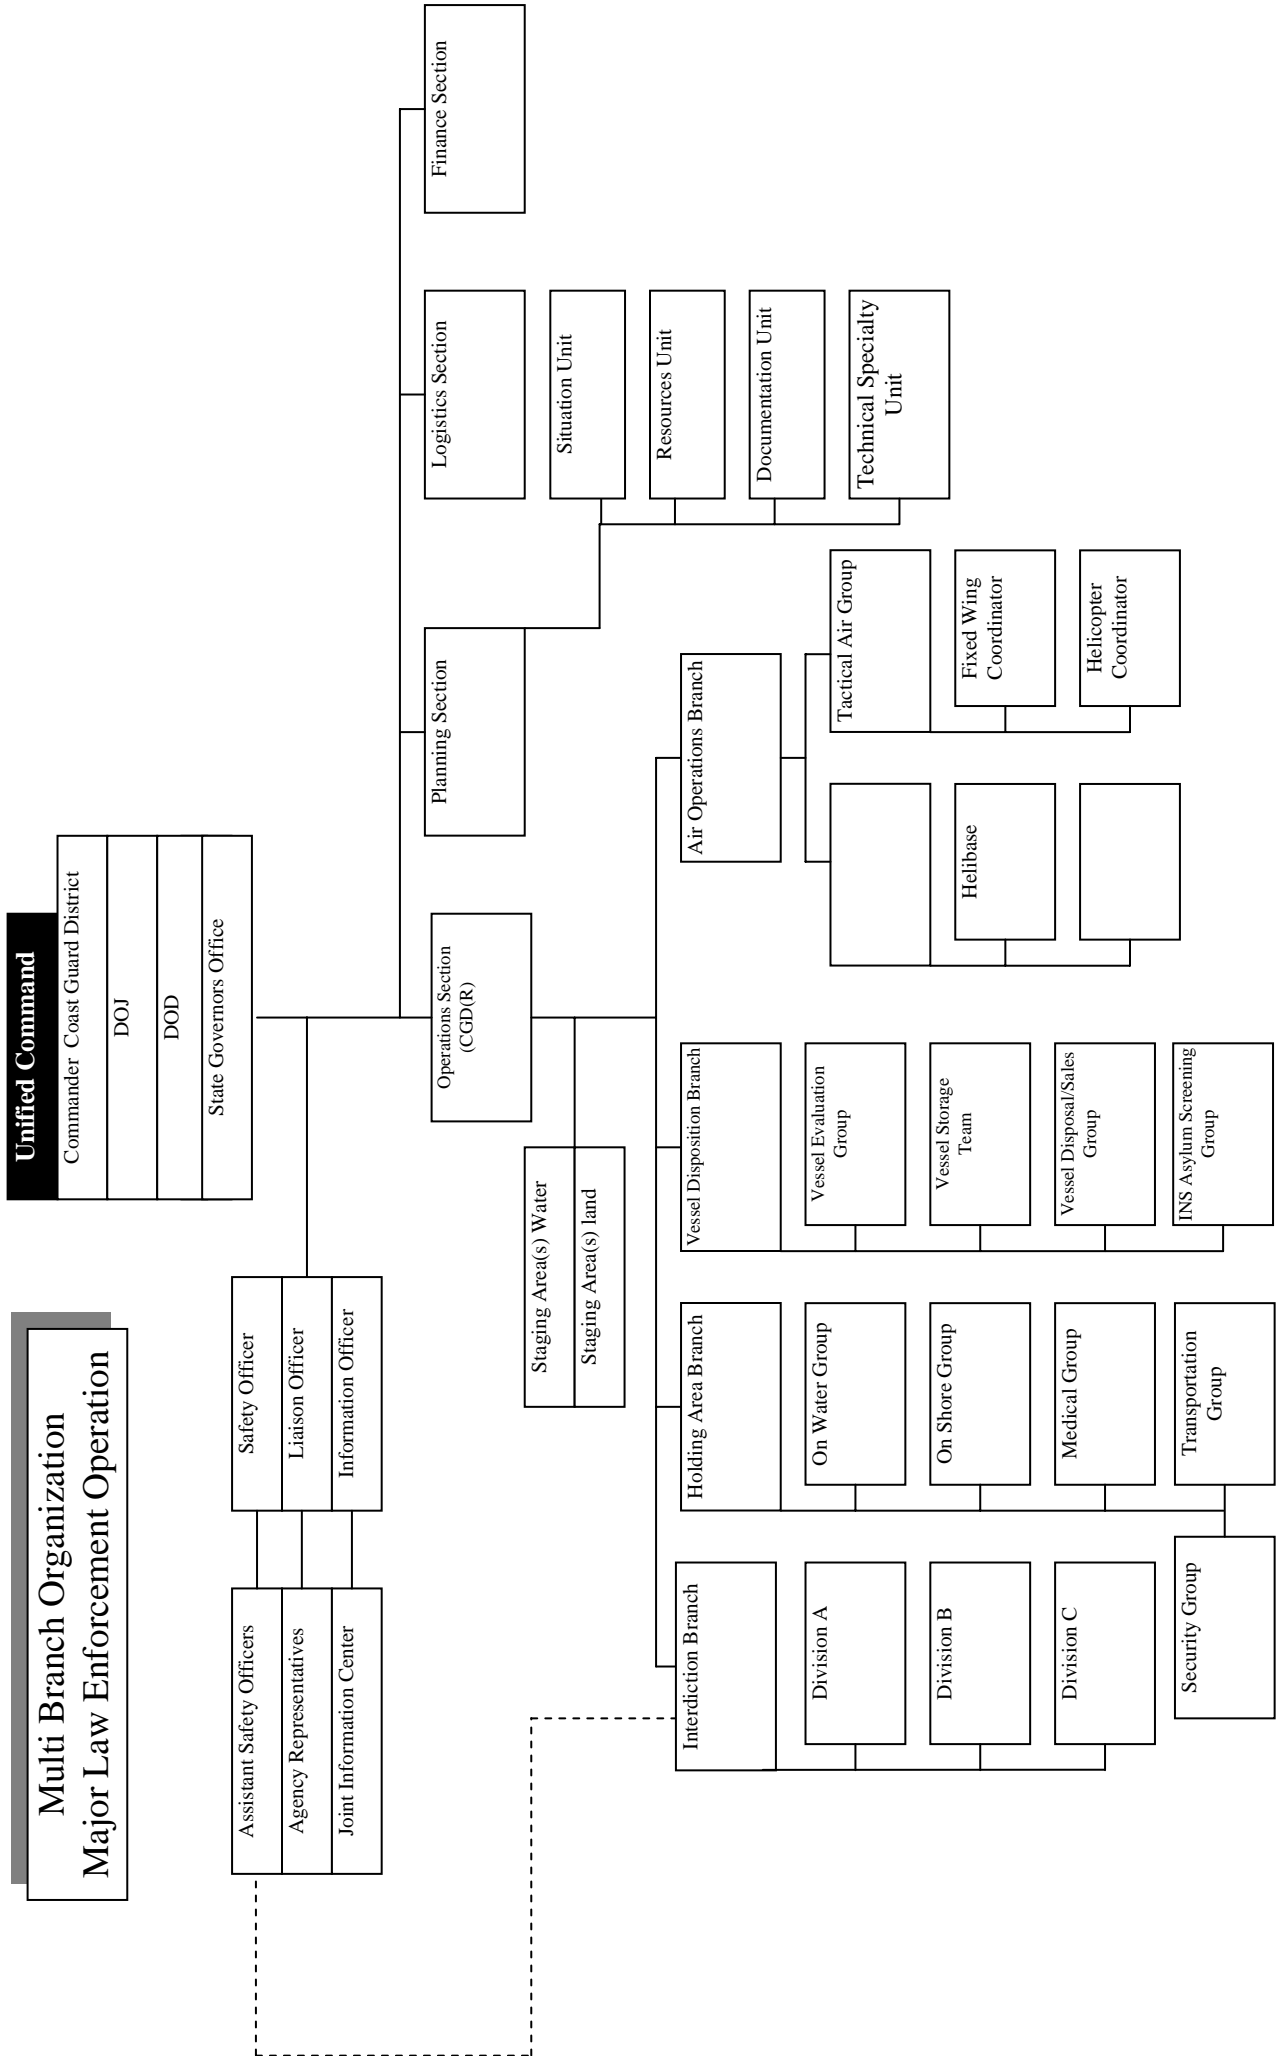 Multi Branch Organization
Major Law Enforcement Operation
Unified Command
Commander Coast Guard District
DOJ
DOD
State Governors Office
Safety Officer
Liaison Officer
Information Officer
Assistant Safety Officers
Agency Representatives
Joint Information Center
Operations Section
(CGD(R)
Planning Section
Logistics Section
Finance Section
Staging Area(s) Water
Staging Area(s) land
Situation Unit
Resources Unit
Documentation Unit
Technical Specialty
Unit
Interdiction Branch
Division A
Division B
Division C
Holding Area Branch
On Water Group
On Shore Group
Medical Group
Transportation
Group
Security Group
Vessel Disposition Branch
Vessel Evaluation
Group
Vessel Storage
Team
Vessel Disposal/Sales
Group
INS Asylum Screening
Group
Air Operations Branch
Helibase
Tactical Air Group
Fixed Wing
Coordinator
Helicopter
Coordinator